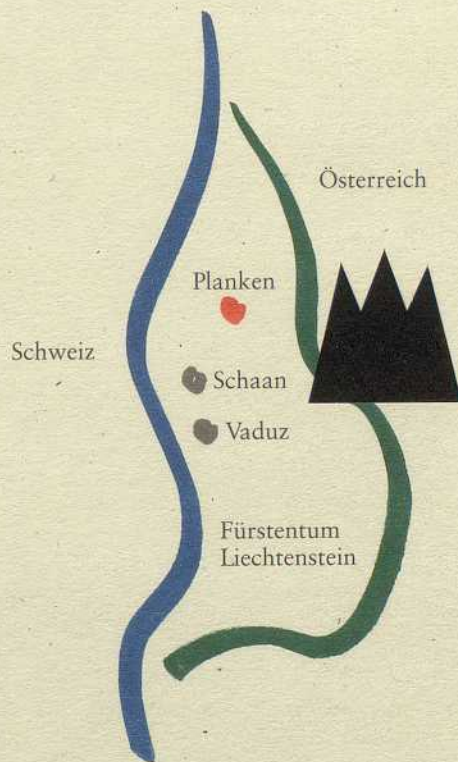 Österreich
Planken
Schweiz
Schaan
Vaduz
Fürstentum
Liechtenstein